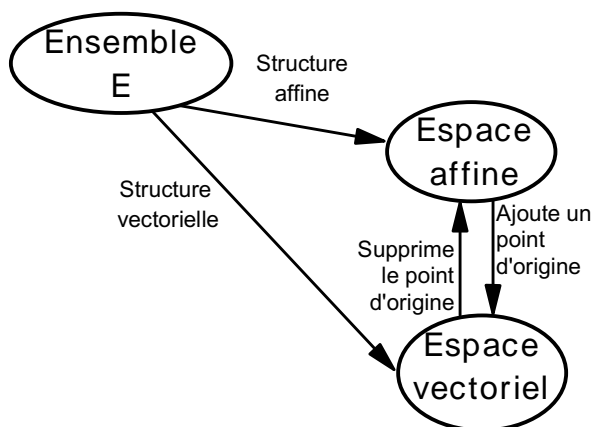 Ensemble
E
Structure
affine
Espace
affine
Structure
vectorielle
Ajoute un
point
d'origine
Supprime
le point
d'origine
Espace
vectoriel